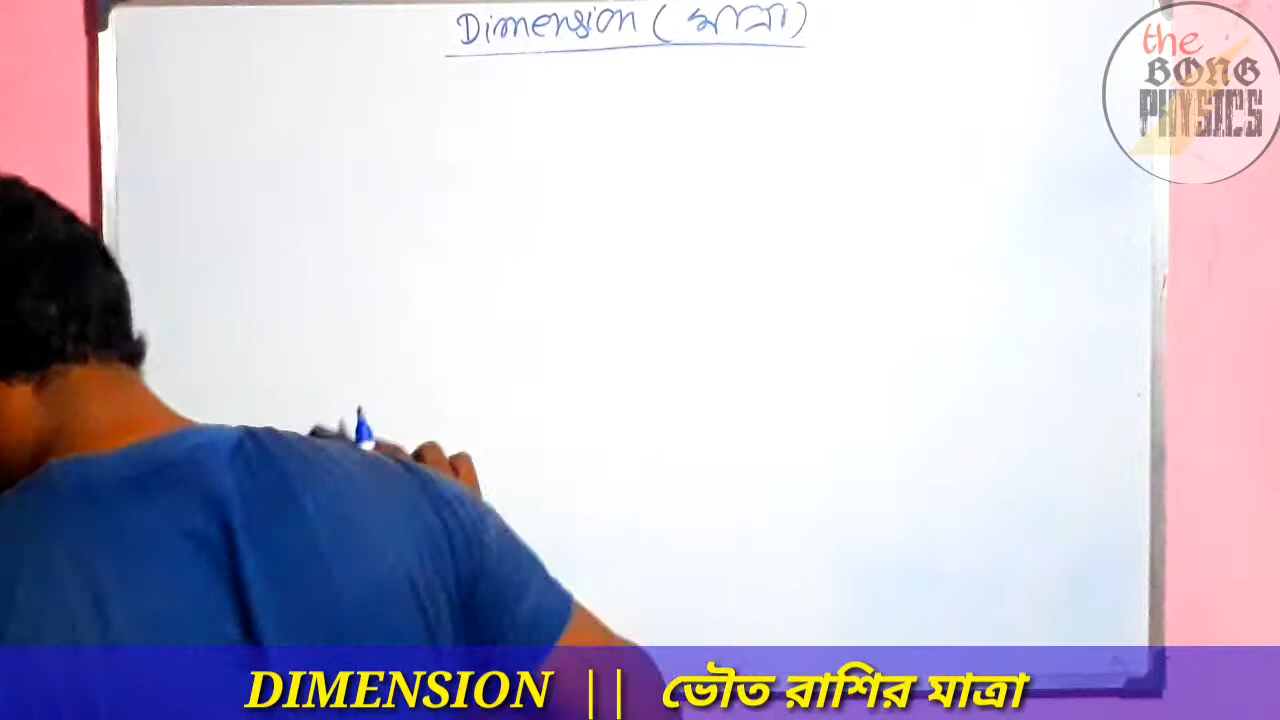 Dimension (মাত্রা)
the
BONG
PHYSICS
DIMENSION || ভৌত রাশির মাত্রা